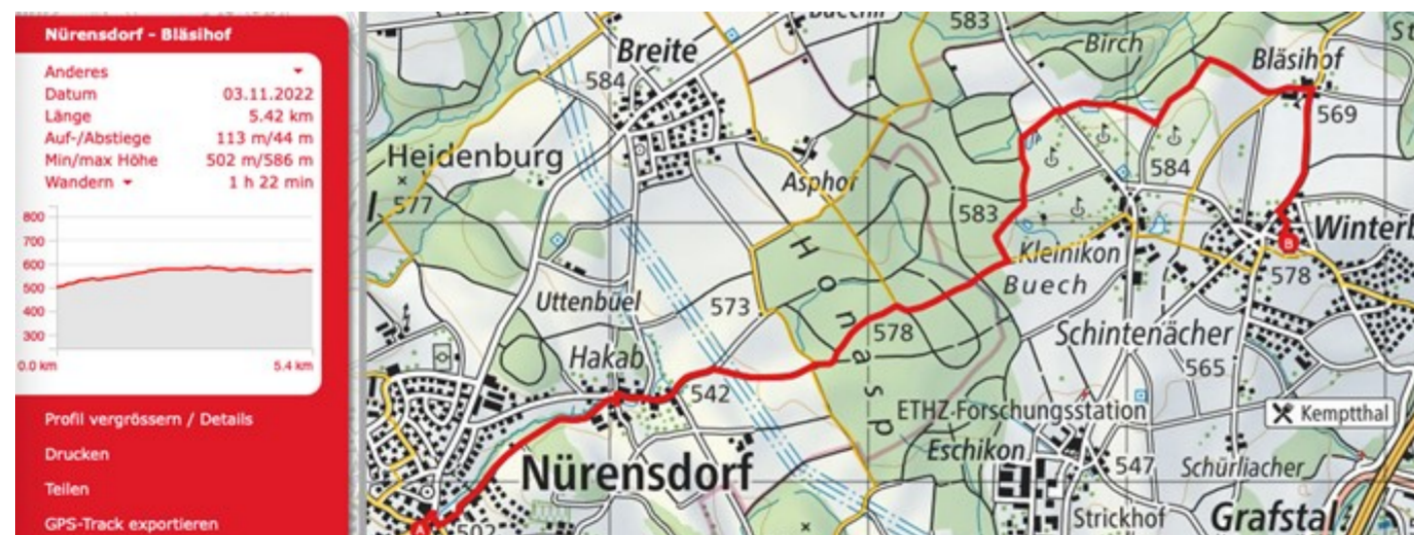 Nürensdorf - Bläsihof
Anderes
Datum 03.11.2022
Länge 5.42 km
Auf-/Abstiege 113 m/44 m
Min/max Höhe 502 m/586 m
Wandern 1 h 22 min
800
700
600
500
400
300
0.0 km 5.4 km
Profil vergrössern / Details
Drucken
Teilen
GPS-Track exportieren
583
Breite
Birch
Bläsihof
584
569
Heidenburg
Asphof
584
577
583
Kleinikon
Winterb
B
Buech
578
Uttenbuel
573
Honasp
578
Schintenächer
Hakab
565
542
ETHZ-Forschungsstation
Kemptthal
Eschikon
547
Schürliacher
Nürensdorf
Strickhof
Grafstal
A
502